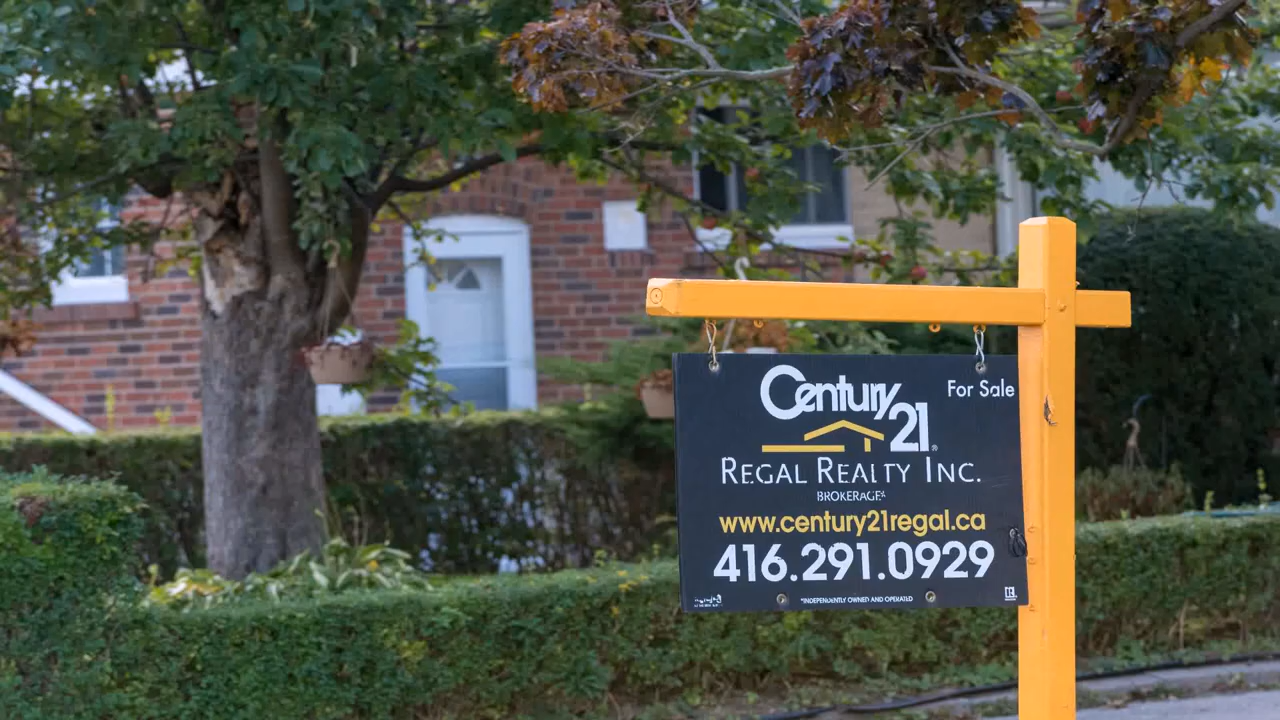 Century 21®
For Sale
REGAL REALTY INC.
BROKERAGE*
www.century21regal.ca
416.291.0929
*INDEPENDENTLY OWNED AND OPERATED